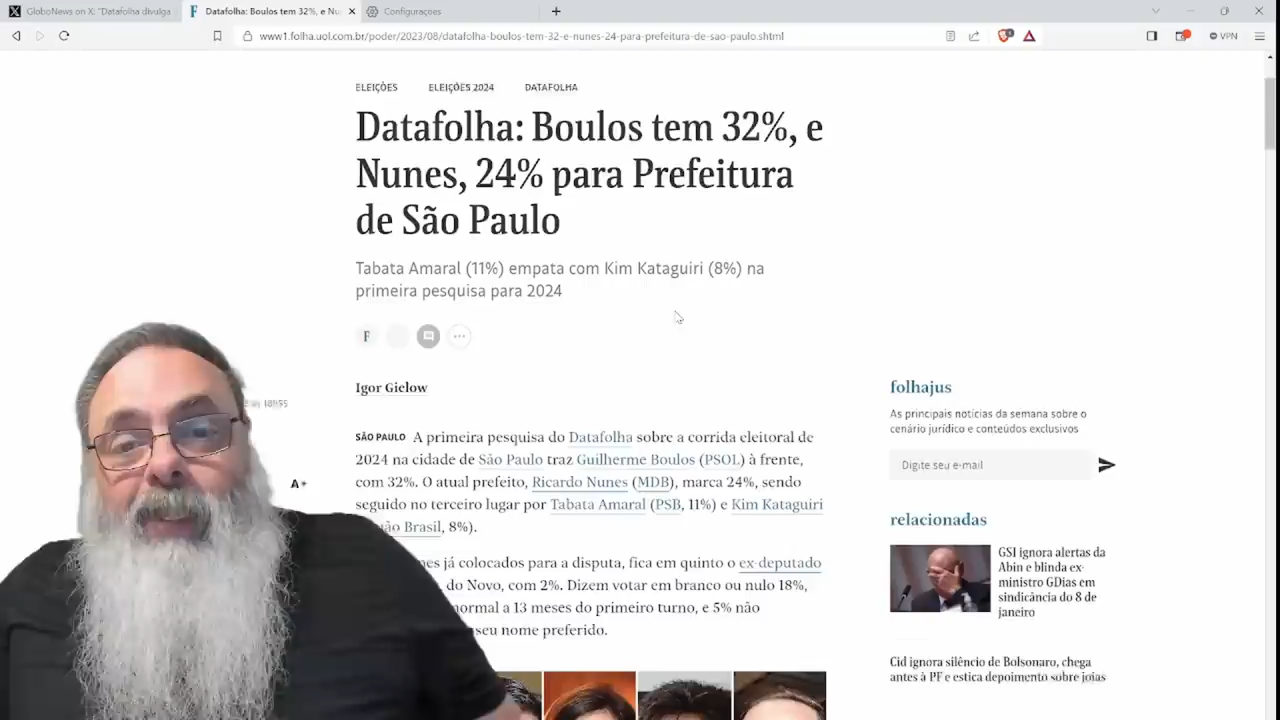 GloboNews on X: "Datafolha divulga
Datafolha: Boulos tem 32%, e Nu
Configurações
www1.folha.uol.com.br/poder/2023/08/datafolha-boulos-tem-32-e-nunes-24-para-prefeitura-de-sao-paulo.shtml
VPN
ELEIÇÕES ELEIÇÕES 2024 DATAFOLHA
Datafolha: Boulos tem 32%, e
Nunes, 24% para Prefeitura
de São Paulo
Tabata Amaral (11%) empata com Kim Kataguiri (8%) na
primeira pesquisa para 2024
F
Igor Gielow
às 18h55
A+
SÃO PAULO A primeira pesquisa do Datafolha sobre a corrida eleitoral de
2024 na cidade de São Paulo traz Guilherme Boulos (PSOL) à frente,
com 32%. O atual prefeito, Ricardo Nunes (MDB), marca 24%, sendo
seguido no terceiro lugar por Tabata Amaral (PSB, 11%) e Kim Kataguiri
Brasil, 8%).
já colocados para a disputa, fica em quinto o ex-deputado
do Novo, com 2%. Dizem votar em branco ou nulo 18%,
normal a 13 meses do primeiro turno, e 5% não
seu nome preferido.
folhajus
As principais notícias da semana sobre o
cenário jurídico e conteúdos exclusivos
Digite seu e-mail
relacionadas
GSI ignora alertas da
Abin e blinda ex-
ministro GDias em
sindicância do 8 de
janeiro
Cid ignora silêncio de Bolsonaro, chega
antes à PF e estica depoimento sobre joias